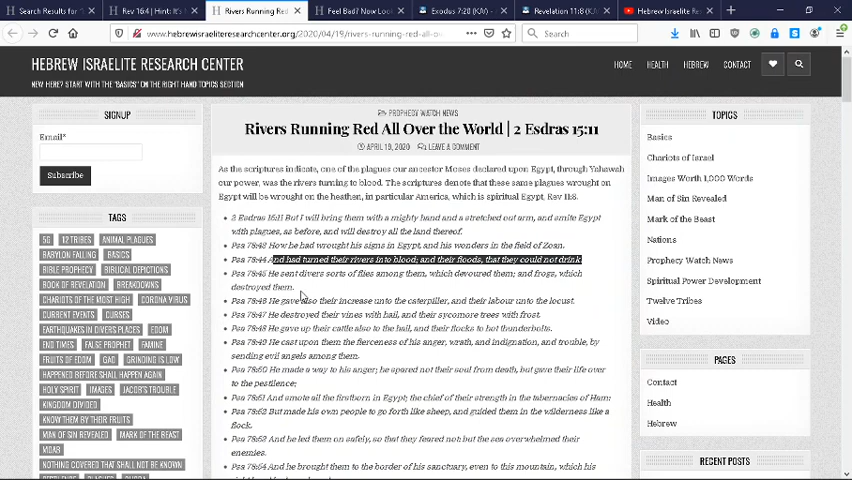 Search Results for "
Rev 16:4 | Hint: It's M
Rivers Running Red
Feel Bad? Now Look
Exodus 7:20 (KJV) -
Revelation 11:8 (KJV)
Hebrew Israelite Res
www.hebrewisraeliteresearchcenter.org/2020/04/19/rivers-running-red-all-ov
Search
HEBREW ISRAELITE RESEARCH CENTER
NEW HERE? START WITH THE 'BASICS" ON THE RIGHT HAND TOPICS SECTION
HOME
HEALTH
HEBREW
CONTACT
SIGNUP
Email*
Subscribe
TAGS
5G
12 TRIBES
ANIMAL PLAGUES
BABYLON FALLING
BASICS
BIBLE PROPHECY
BIBLICAL DEPICTIONS
BOOK OF REVELATION
BREAKDOWNS
CHARIOTS OF THE MOST HIGH
CORONA VIRUS
CURRENT EVENTS
CURSES
EARTHQUAKES IN DIVERS PLACES
EDOM
END TIMES
FALSE PROPHET
FAMINE
FRUITS OF EDOM
GAD
GRINDING IS LOW
HAPPENED BEFORE SHALL HAPPEN AGAIN
HOLY SPIRIT
IMAGES
JACOB'S TROUBLE
KINGDOM DIVIDED
KNOW THEM BY THEIR FRUITS
MAN OF SIN REVEALED
MARK OF THE BEAST
MOAB
NOTHING COVERED THAT SHALL NOT BE KNOWN
PROPHECY WATCH NEWS
Rivers Running Red All Over the World | 2 Esdras 15:11
APRIL 19, 2020
LEAVE A COMMENT
As the scriptures indicate, one of the plagues our ancestor Moses declared upon Egypt, through Yahawah
our power, was the rivers turning to blood. The scriptures denote that these same plagues wrought on
Egypt will be wrought on the heathen, in particular America, which is spiritual Egypt. Rev 11:8.
2 Esdras 15:11 But I will bring them with a mighty hand and a stretched out arm, and smite Egypt
with plagues, as before, and will destroy all the land thereof.
Psa 78:43 How he had wrought his signs in Egypt, and his wonders in the field of Zoan.
Psa 78:44 And had turned their rivers into blood; and their floods, that they could not drink.
Psa 78:45 He sent divers sorts of flies among them, which devoured them; and frogs, which
destroyed them.
Psa 78:46 He gave also their increase unto the caterpiller, and their labour unto the locust.
Psa 78:47 He destroyed their vines with hail, and their sycomore trees with frost.
Psa 78:48 He gave up their cattle also to the hail, and their flocks to hot thunderbolts.
Psa 78:49 He cast upon them the fierceness of his anger, wrath, and indignation, and trouble, by
sending evil angels among them.
Psa 78:50 He made a way to his anger; he spared not their soul from death, but gave their life over
to the pestilence;
Psa 78:51 And smote all the firstborn in Egypt; the chief of their strength in the tabernacles of Ham:
Psa 78:52 But made his own people to go forth like sheep, and guided them in the wilderness like a
flock.
Psa 78:53 And he led them on safely, so that they feared not but the sea overwhelmed their
enemies.
Psa 78:54 And he brought them to the border of his sanctuary, even to this mountain, which his
TOPICS
Basics
Chariots of Israel
Images Worth 1,000 Words
Man of Sin Revealed
Mark of the Beast
Nations
Prophecy Watch News
Spiritual Power Development
Twelve Tribes
Video
PAGES
Contact
Health
Hebrew
RECENT POSTS